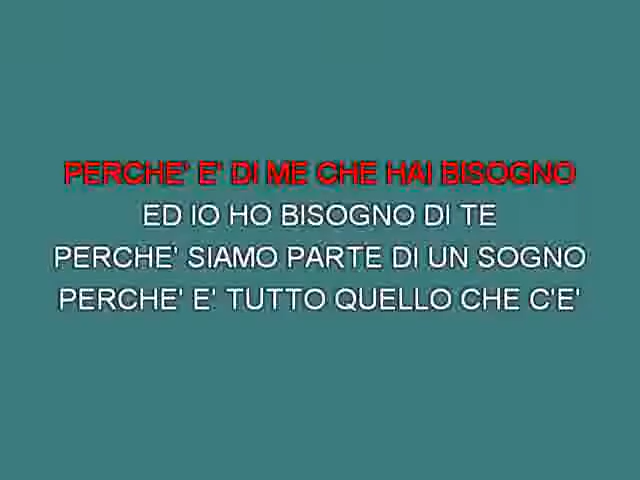 PERCHE' E' DI ME CHE HAI BISOGNO
ED IO HO BISOGNO DI TE
PERCHE' SIAMO PARTE DI UN SOGNO
PERCHE' E' TUTTO QUELLO CHE C'E'